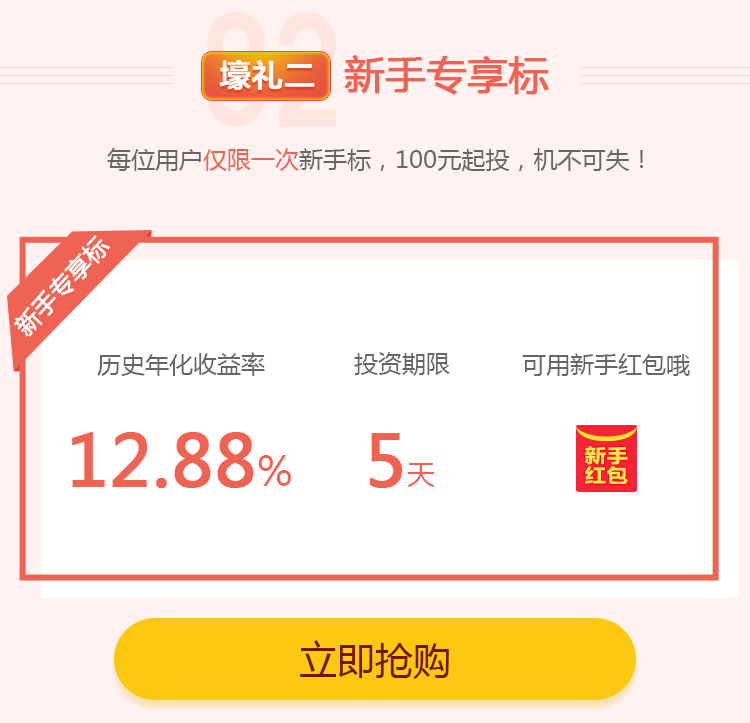 02
壕礼二 新手专享标
每位用户仅限一次新手标，100元起投，机不可失！
新手专享标
历史年化收益率 投资期限 可用新手红包哦
12.88% 5天
新手
红包
立即抢购